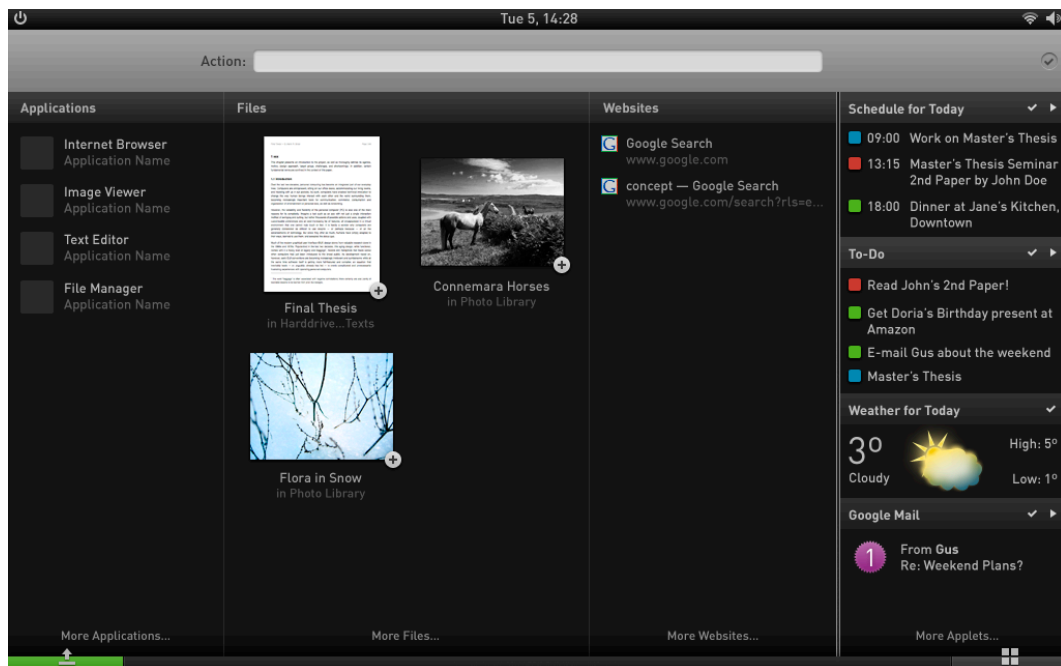 Tue 5, 14:28
Action:
Applications
Internet Browser
Application Name
Image Viewer
Application Name
Text Editor
Application Name
File Manager
Application Name
More Applications...
Files
Final Thesis
in Harddrive...Texts
Connemara Horses
in Photo Library
Flora in Snow
in Photo Library
More Files...
Websites
Google Search
www.google.com
concept — Google Search
www.google.com/search?rls=e...
More Websites...
Schedule for Today
09:00 Work on Master's Thesis
13:15 Master's Thesis Seminar
2nd Paper by John Doe
18:00 Dinner at Jane's Kitchen,
Downtown
To-Do
Read John's 2nd Paper!
Get Doria's Birthday present at
Amazon
E-mail Gus about the weekend
Master's Thesis
Weather for Today
3º
Cloudy
High: 5º
Low: 1º
Google Mail
1
From Gus
Re: Weekend Plans?
More Applets...